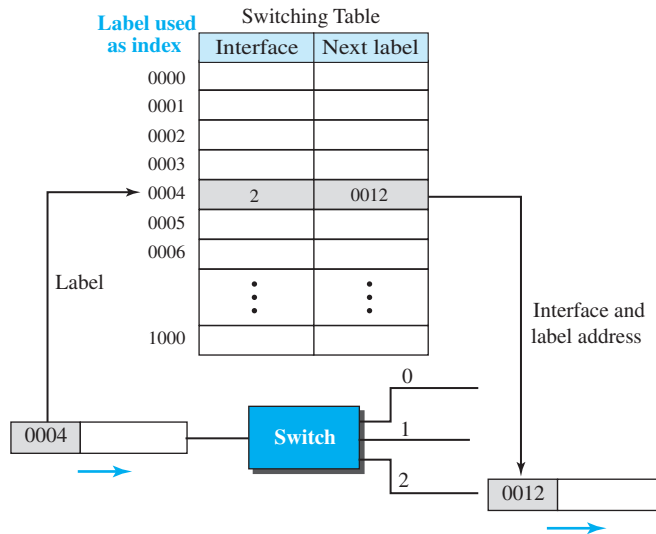 Switching Table
Label used
as index
Interface Next label
0000
0001
0002
0003
0004 2 0012
0005
0006
1000
Label
Interface and
label address
0
0004
Switch
1
2
0012